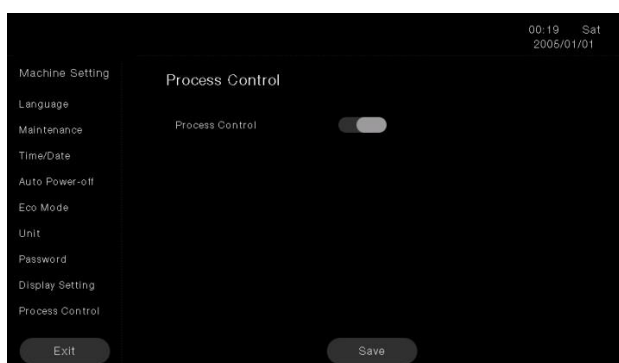 00:19 Sat
2005/01/01
Machine Setting
Language
Maintenance
Time/Date
Auto Power-off
Eco Mode
Unit
Password
Display Setting
Process Control
Exit
Process Control
Process Control
Save